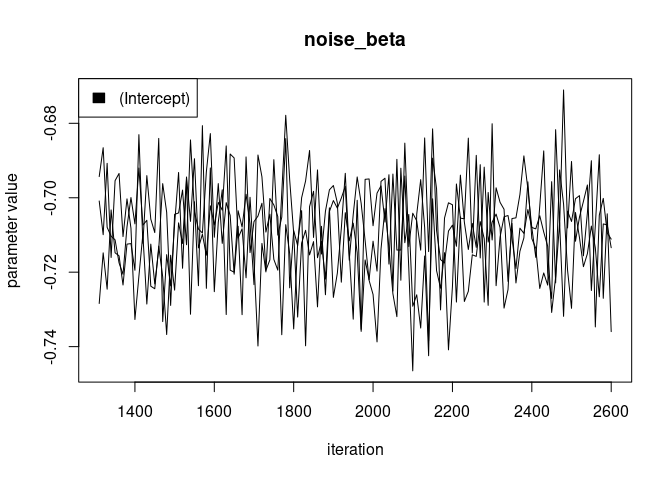 noise_beta
(Intercept)
parameter value
-0.68
-0.70
-0.72
-0.74
1400 1600 1800 2000 2200 2400 2600
iteration